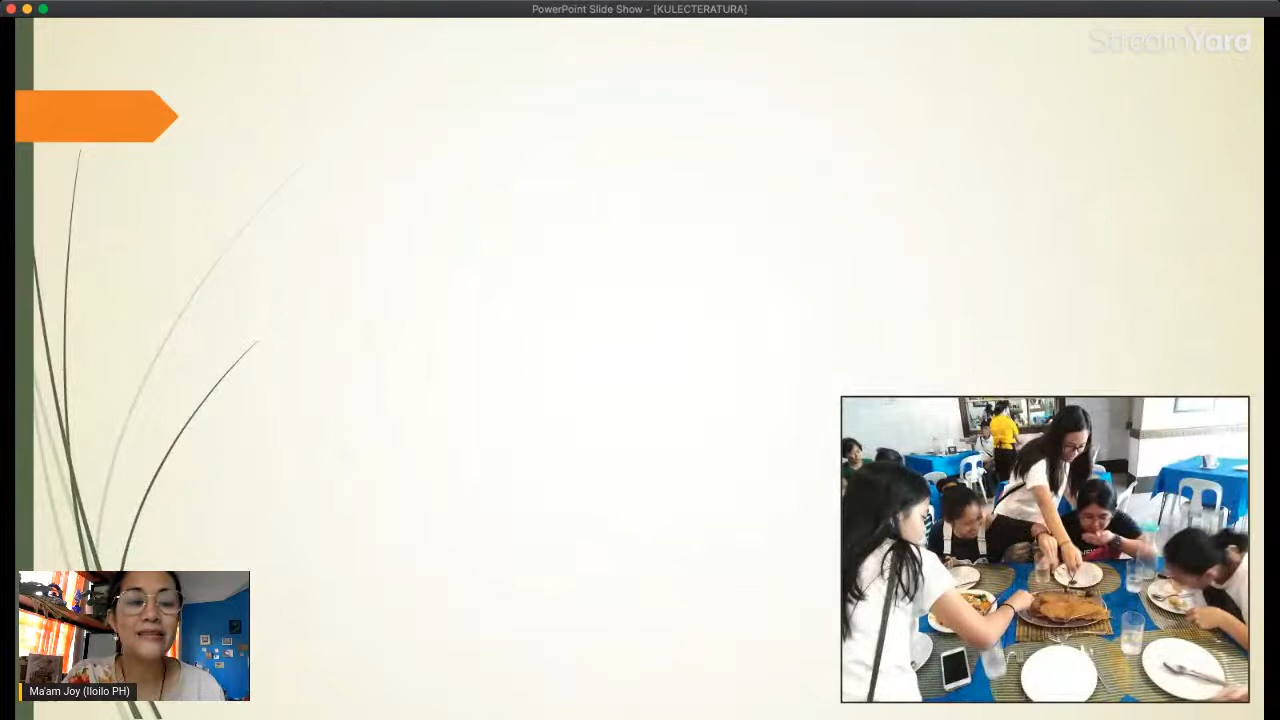 PowerPoint Slide Show - [KULECTERATURA]
StreamYard
Ma'am Joy (Iloilo PH)